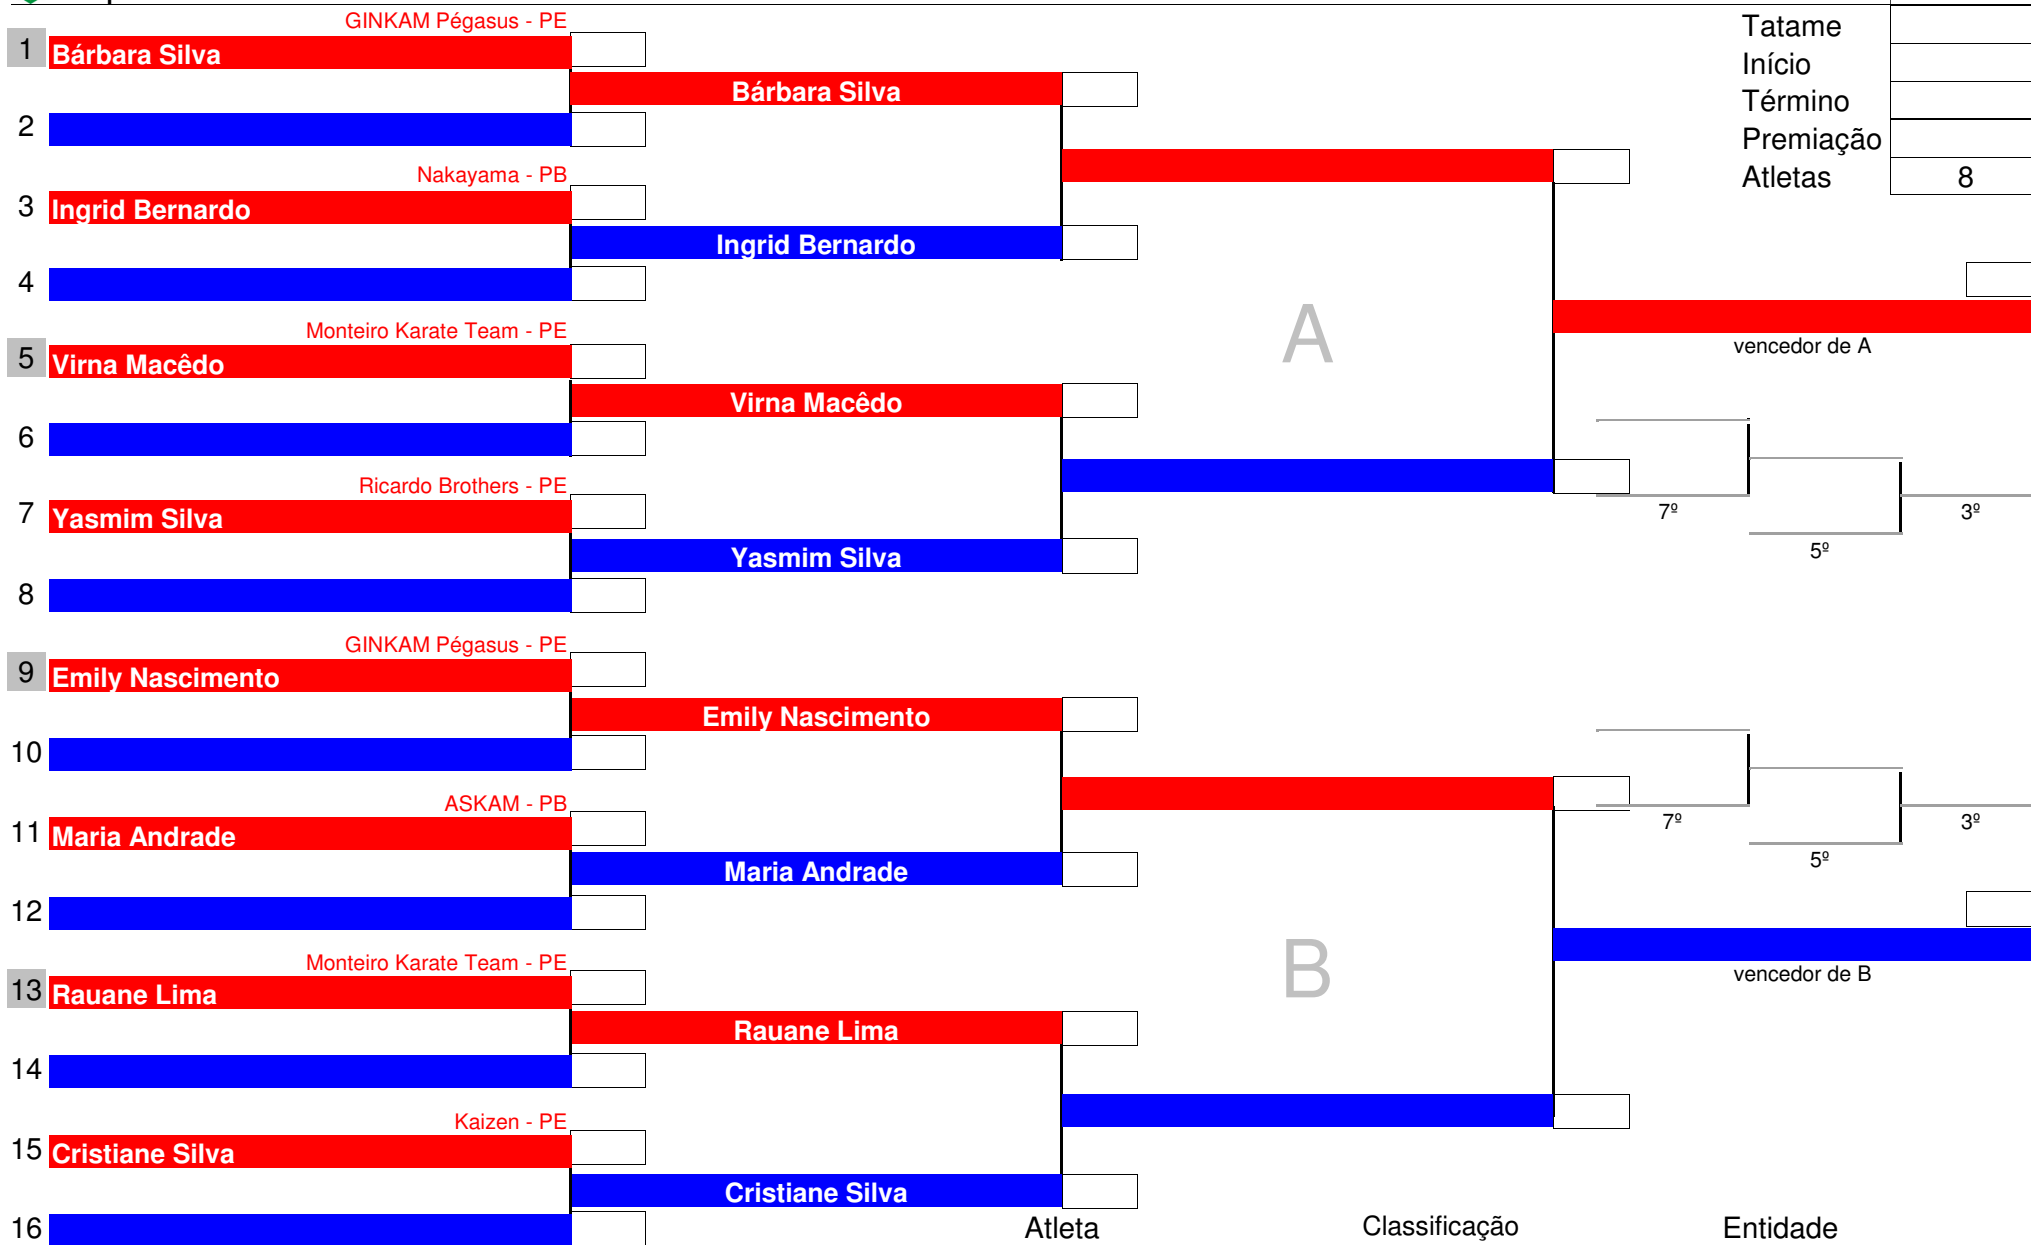 GINKAM Pégasus - PE
Tatame
1 Bárbara Silva
Início
Bárbara Silva
Término
2
Premiação
Nakayama - PB
Atletas 8
3 Ingrid Bernardo
Ingrid Bernardo
4
Monteiro Karate Team - PE
A
vencedor de A
5 Virna Macêdo
Virna Macêdo
6
Ricardo Brothers - PE
7 Yasmim Silva
7º
3º
5º
Yasmim Silva
8
GINKAM Pégasus - PE
9 Emily Nascimento
Emily Nascimento
10
ASKAM - PB
7º
3º
11 Maria Andrade
5º
Maria Andrade
12
Monteiro Karate Team - PE
B
vencedor de B
13 Rauane Lima
Rauane Lima
14
Kaizen - PE
15 Cristiane Silva
Cristiane Silva
16
Atleta Classificação Entidade